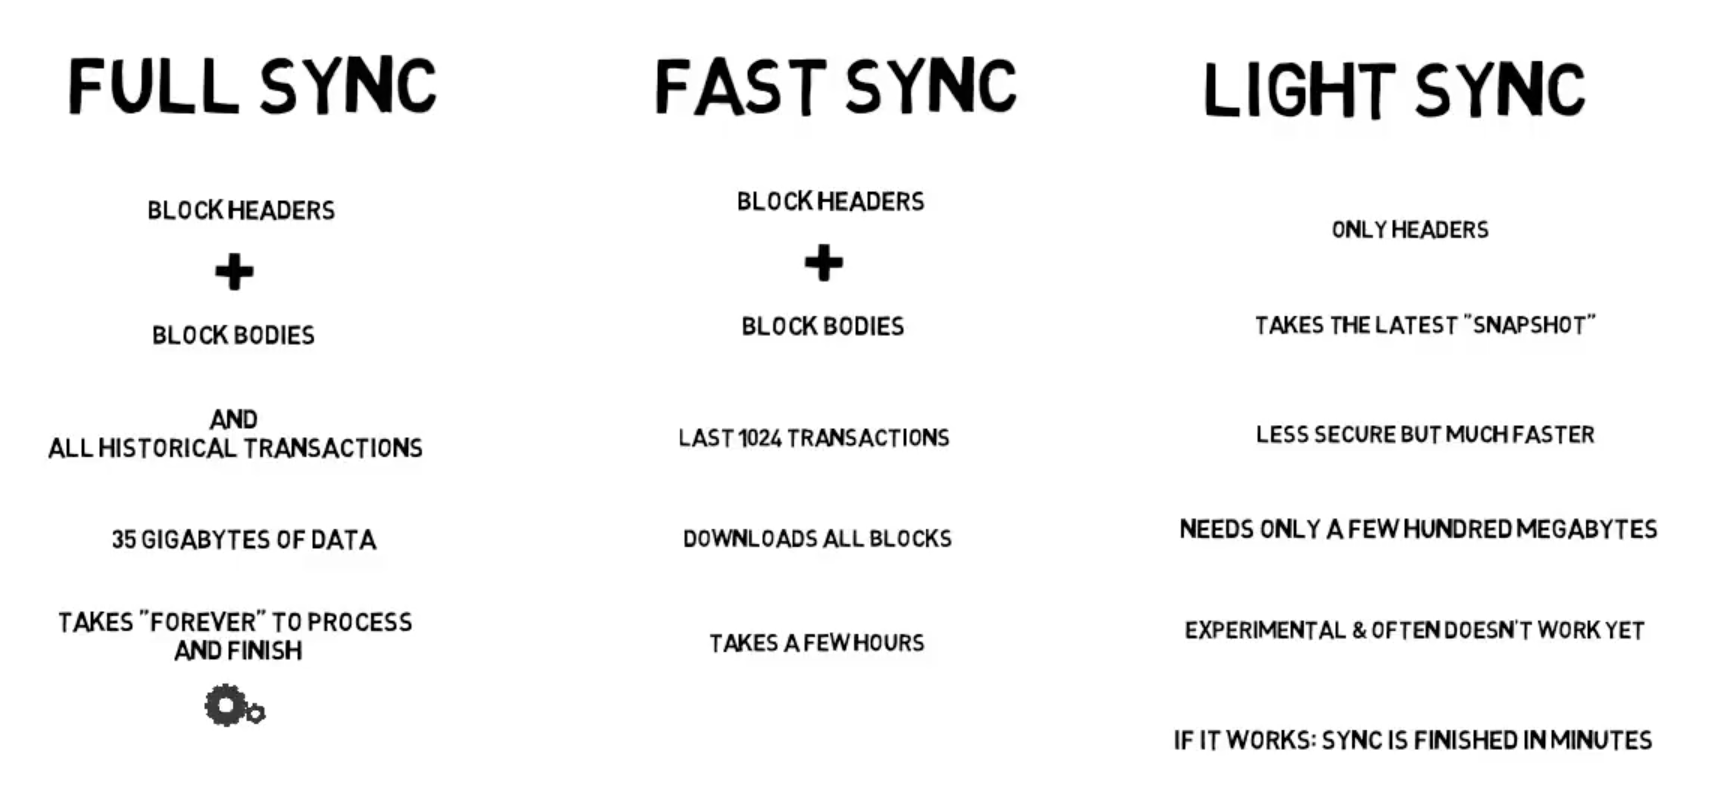 FULL SYNC
BLOCK HEADERS
+
BLOCK BODIES
AND
ALL HISTORICAL TRANSACTIONS
35 GIGABYTES OF DATA
TAKES "FOREVER" TO PROCESS
AND FINISH
FAST SYNC
BLOCK HEADERS
+
BLOCK BODIES
LAST 1024 TRANSACTIONS
DOWNLOADS ALL BLOCKS
TAKES A FEW HOURS
LIGHT SYNC
ONLY HEADERS
TAKES THE LATEST "SNAPSHOT"
LESS SECURE BUT MUCH FASTER
NEEDS ONLY A FEW HUNDRED MEGABYTES
EXPERIMENTAL & OFTEN DOESN'T WORK YET
IF IT WORKS: SYNC IS FINISHED IN MINUTES